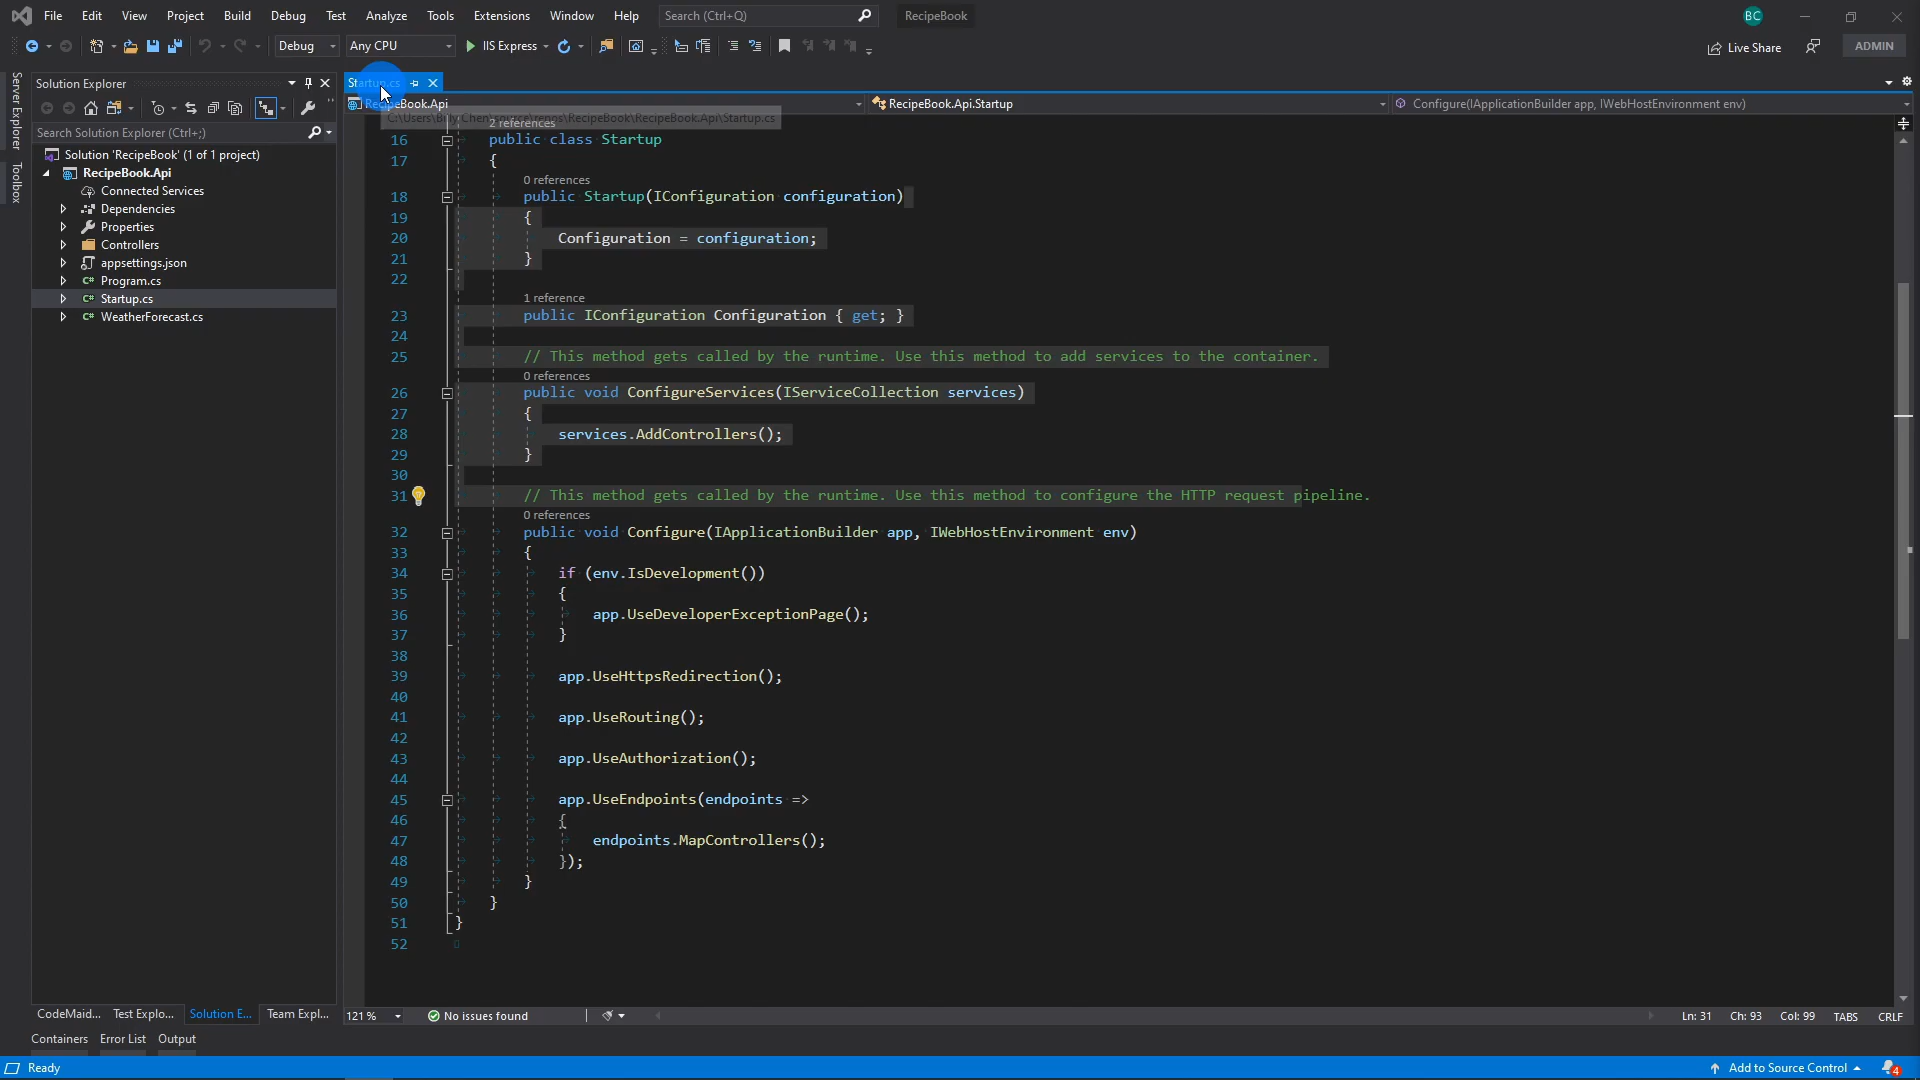 File Edit View Project Build Debug Test Analyze Tools Extensions Window Help Search (Ctrl+Q) RecipeBook BC
Debug Any CPU IIS Express Live Share ADMIN
Server Explorer
Toolbox
Solution Explorer
Search Solution Explorer (Ctrl+;)
Solution 'RecipeBook' (1 of 1 project)
RecipeBook.Api
Connected Services
Dependencies
Properties
Controllers
appsettings.json
Program.cs
Startup.cs
WeatherForecast.cs
CodeMaid... Test Explo... Solution E... Team Expl...
Startup.cs
RecipeBook.Api RecipeBook.Api.Startup Configure(IApplicationBuilder app, IWebHostEnvironment env)
2 references
16 public class Startup
17 {
0 references
18 public Startup(IConfiguration configuration)
19 {
20 Configuration = configuration;
21 }
22
1 reference
23 public IConfiguration Configuration { get; }
24
25 // This method gets called by the runtime. Use this method to add services to the container.
0 references
26 public void ConfigureServices(IServiceCollection services)
27 {
28 services.AddControllers();
29 }
30
31 // This method gets called by the runtime. Use this method to configure the HTTP request pipeline.
0 references
32 public void Configure(IApplicationBuilder app, IWebHostEnvironment env)
33 {
34 if (env.IsDevelopment())
35 {
36 app.UseDeveloperExceptionPage();
37 }
38
39 app.UseHttpsRedirection();
40
41 app.UseRouting();
42
43 app.UseAuthorization();
44
45 app.UseEndpoints(endpoints =>
46 {
47 endpoints.MapControllers();
48 });
49 }
50 }
51 }
52
121 % No issues found Ln: 31 Ch: 93 Col: 99 TABS CRLF
Containers Error List Output
Ready Add to Source Control 4